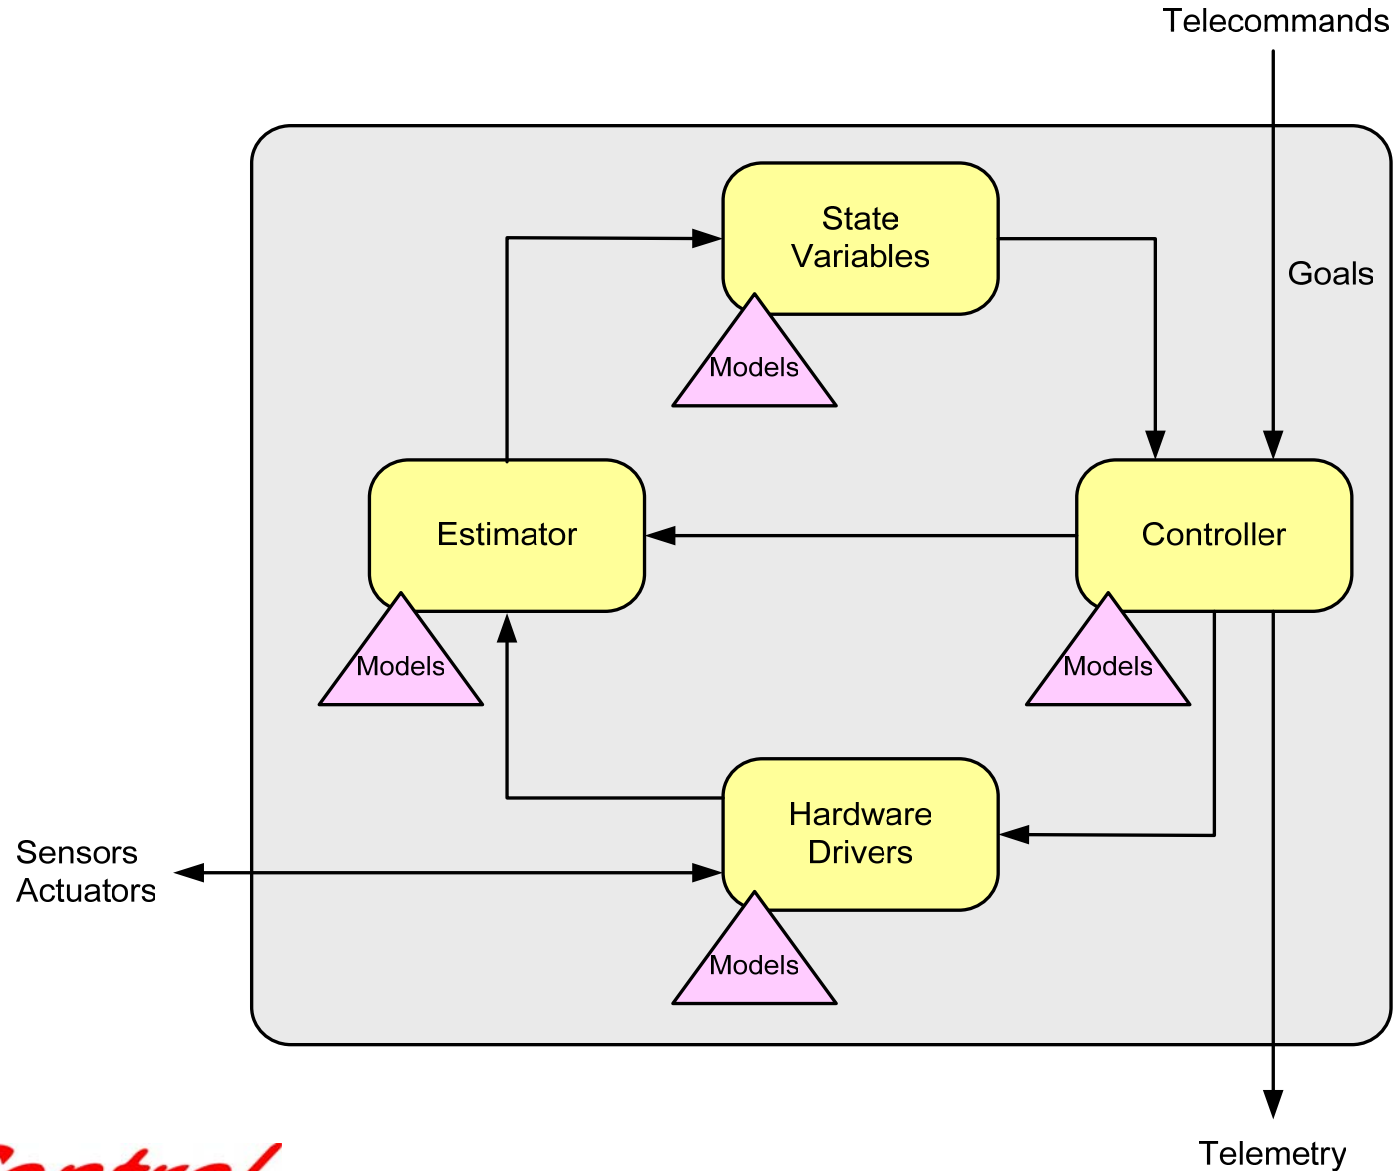 Telecommands
State
Variables
Goals
Models
Estimator
Controller
Models
Models
Hardware
Drivers
Sensors
Actuators
Models
Telemetry